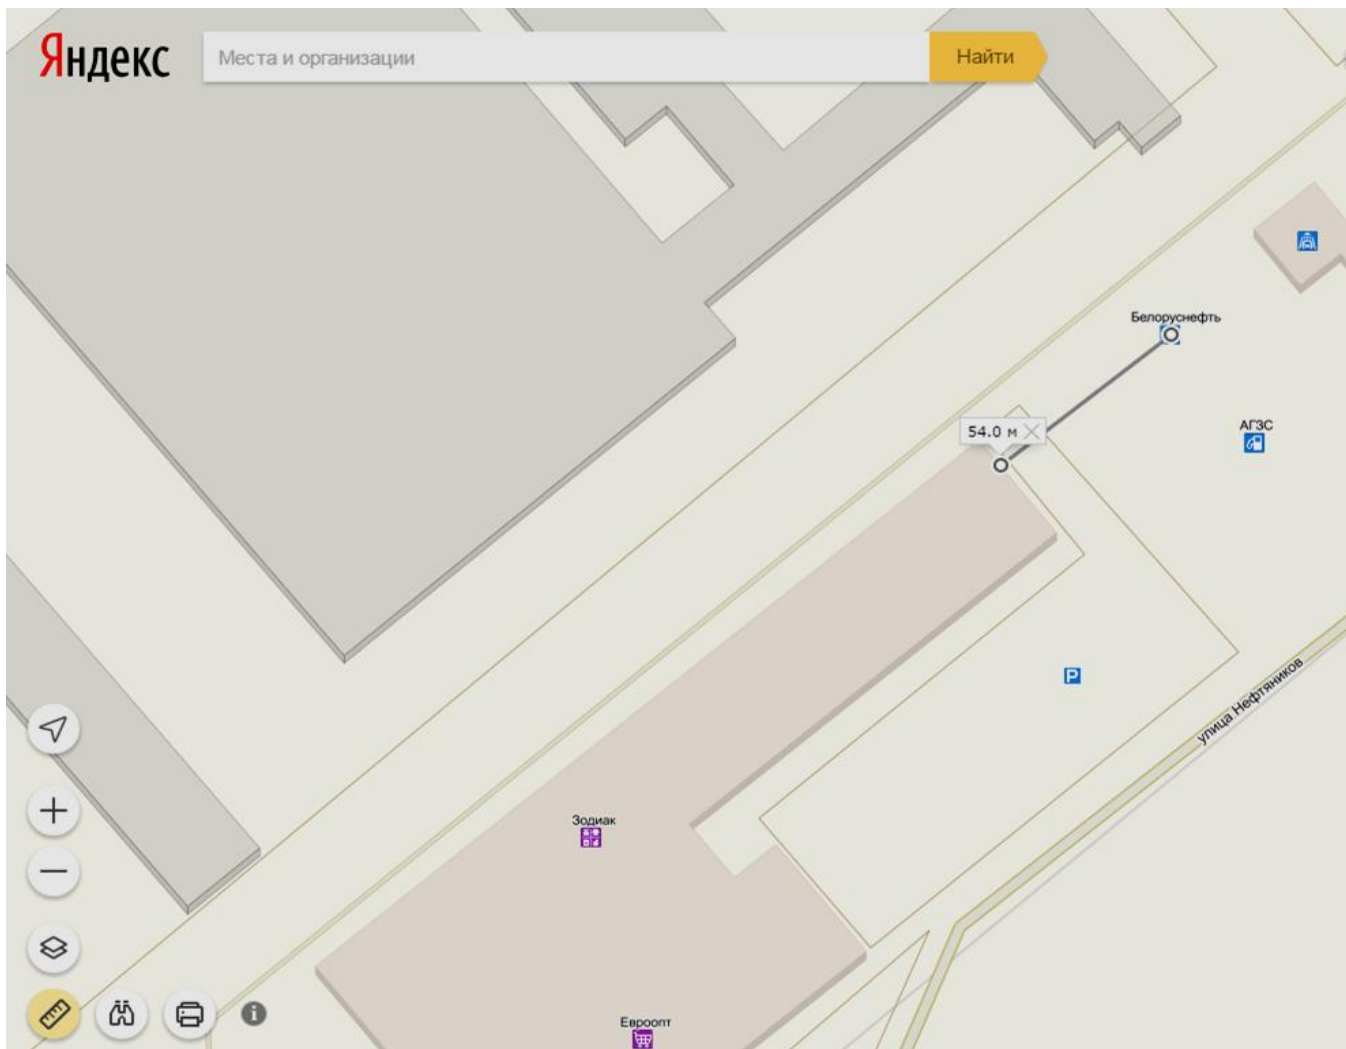 Яндекс
Места и организации
Найти
Белоруснефть
54.0 м
АГЗС
P
улица Нефтяников
Зодиак
Евроопт